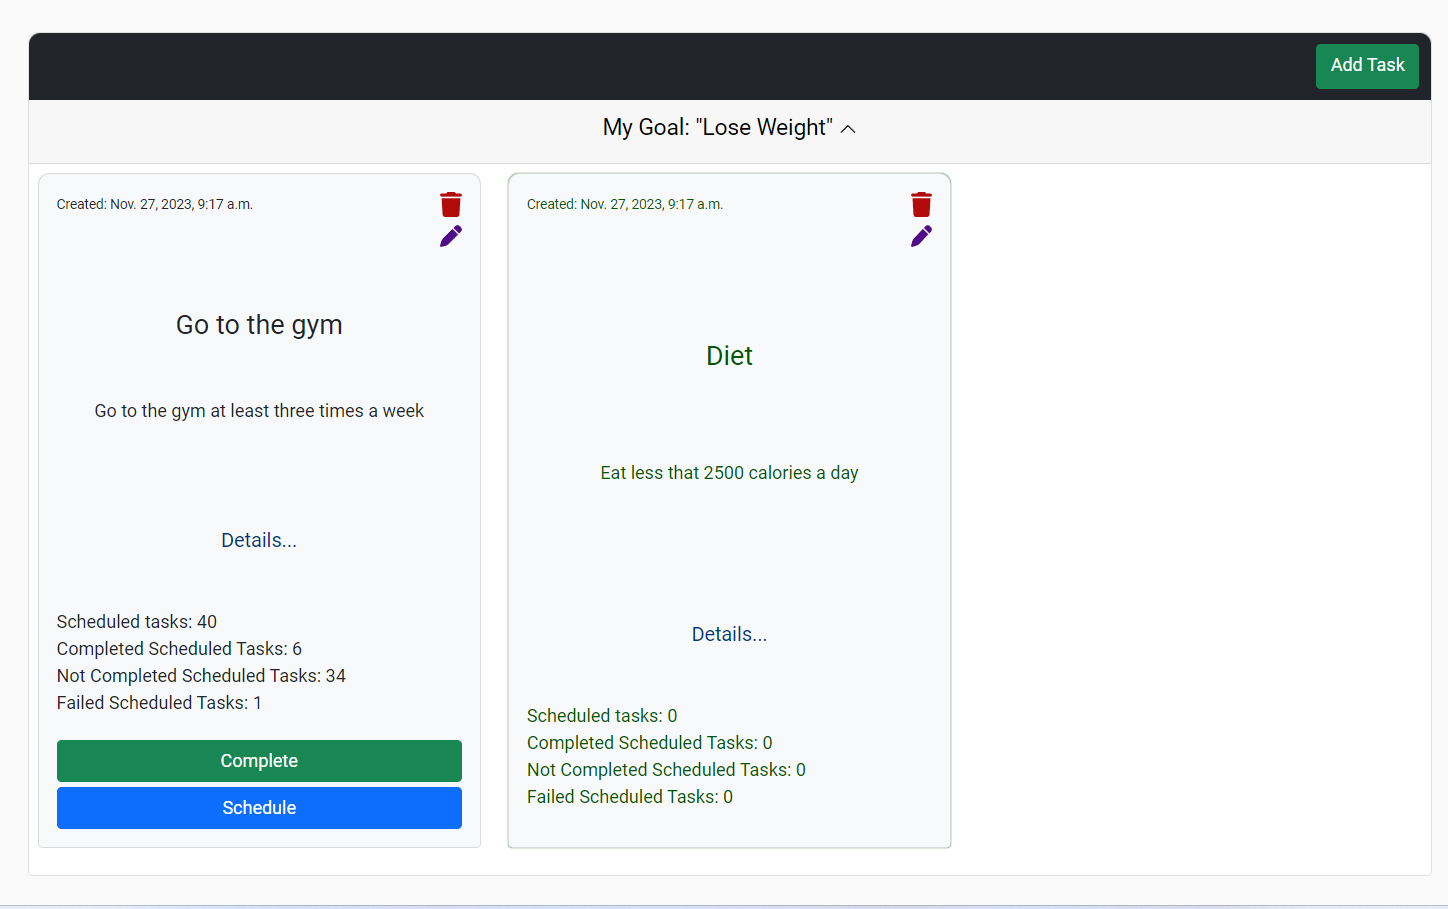 Add Task
My Goal: "Lose Weight"
Created: Nov. 27, 2023, 9:17 a.m.
Go to the gym
Go to the gym at least three times a week
Details...
Scheduled tasks: 40
Completed Scheduled Tasks: 6
Not Completed Scheduled Tasks: 34
Failed Scheduled Tasks: 1
Complete
Schedule
Created: Nov. 27, 2023, 9:17 a.m.
Diet
Eat less that 2500 calories a day
Details...
Scheduled tasks: 0
Completed Scheduled Tasks: 0
Not Completed Scheduled Tasks: 0
Failed Scheduled Tasks: 0